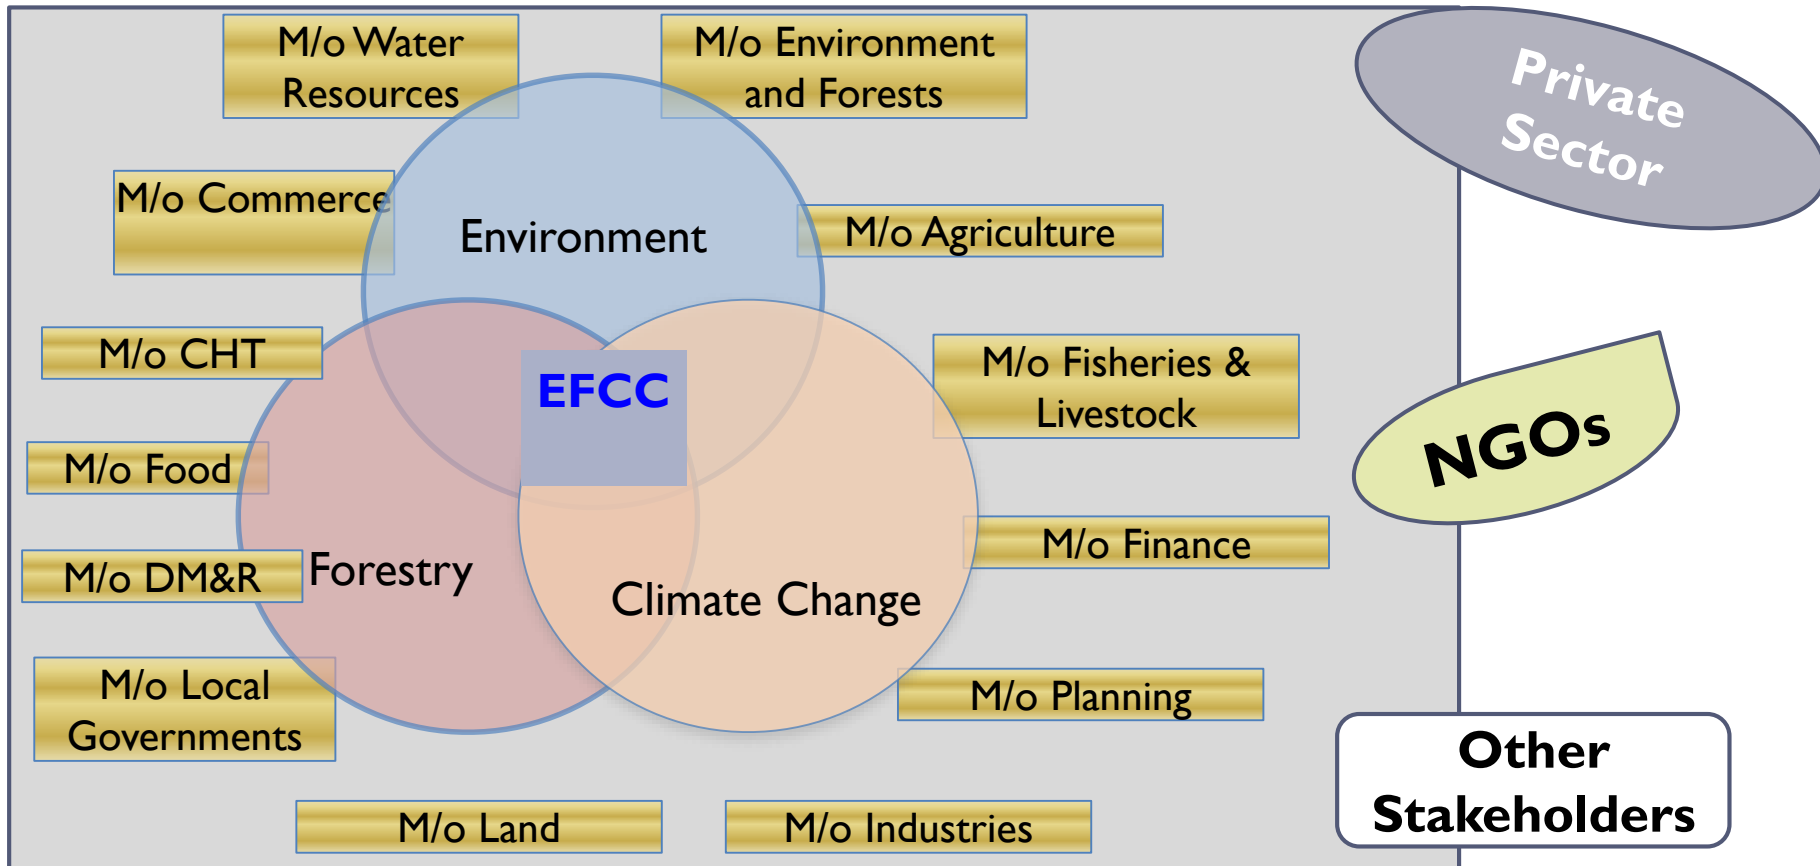 M/o Water
Resources
M/o Environment
and Forests
Private
Sector
M/o Commerce
Environment
M/o Agriculture
M/o CHT
EFCC
M/o Fisheries &
Livestock
M/o Food
NGOs
M/o DM&R
Forestry
M/o Finance
Climate Change
M/o Local
Governments
M/o Planning
Other
Stakeholders
M/o Land
M/o Industries